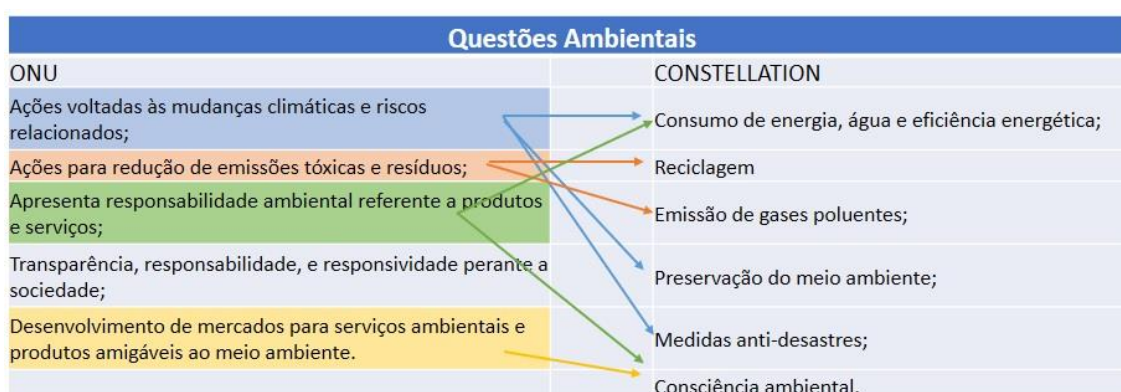 Questões Ambientais
ONU
CONSTELLATION
Ações voltadas às mudanças climáticas e riscos
relacionados;
Consumo de energia, água e eficiência energética;
Ações para redução de emissões tóxicas e resíduos;
Reciclagem
Apresenta responsabilidade ambiental referente a produtos
e serviços;
Emissão de gases poluentes;
Transparência, responsabilidade, e responsividade perante a
sociedade;
Preservação do meio ambiente;
Desenvolvimento de mercados para serviços ambientais e
produtos amigáveis ao meio ambiente.
Medidas anti-desastres;
Consciência ambiental.